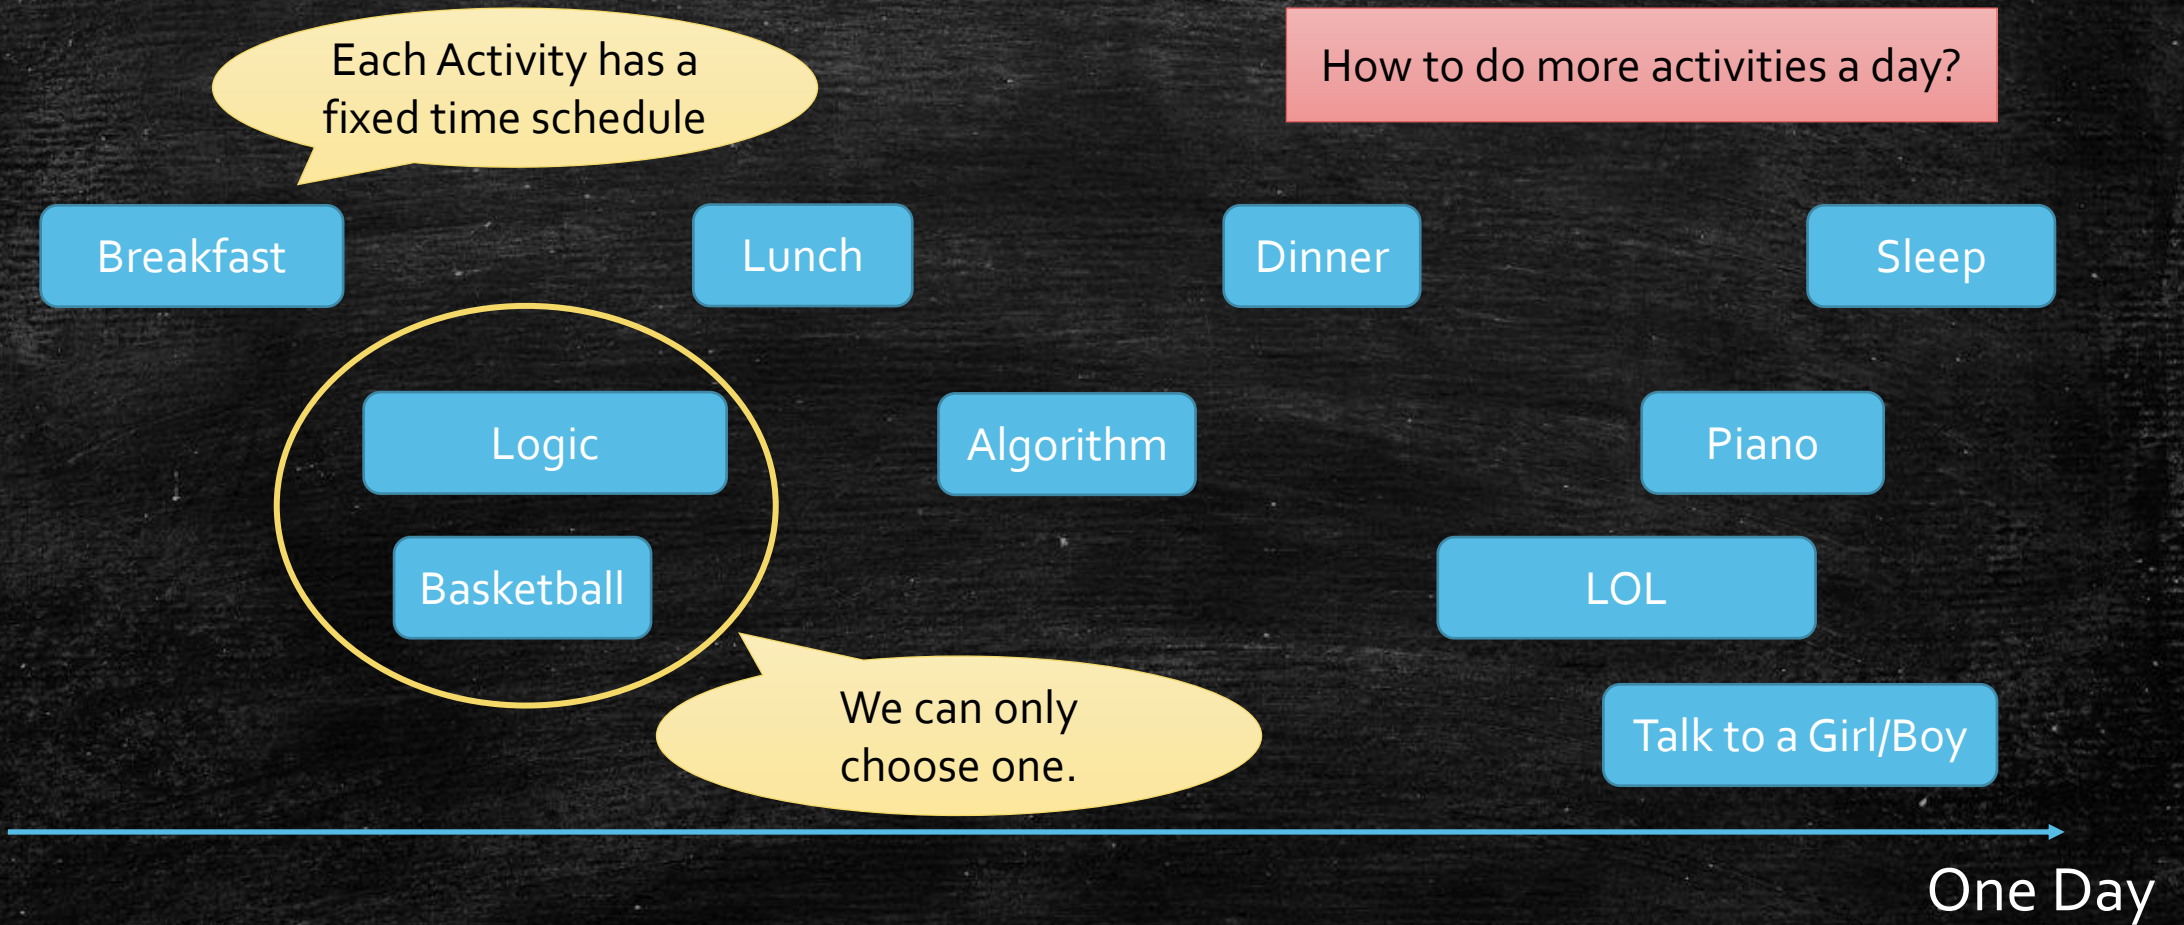 Each Activity has a
fixed time schedule
How to do more activities a day?
Breakfast
Lunch
Dinner
Sleep
Logic
Algorithm
Piano
Basketball
LOL
We can only
choose one.
Talk to a Girl/Boy
One Day